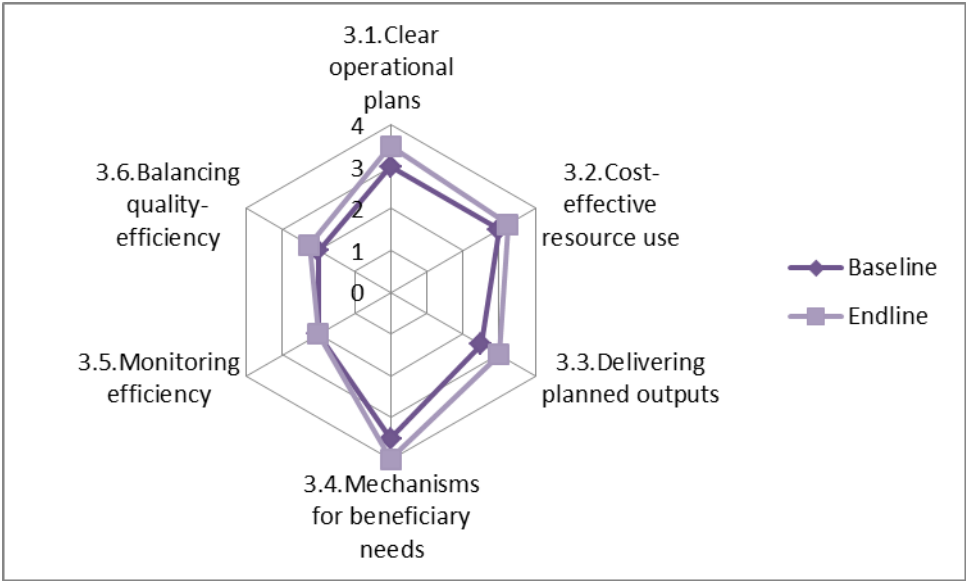 3.1.Clear
operational
plans
4
3
2
1
0
3.2.Cost-
effective
resource use
3.3.Delivering
planned outputs
3.4.Mechanisms
for beneficiary
needs
3.5.Monitoring
efficiency
3.6.Balancing
quality-
efficiency
Baseline
Endline